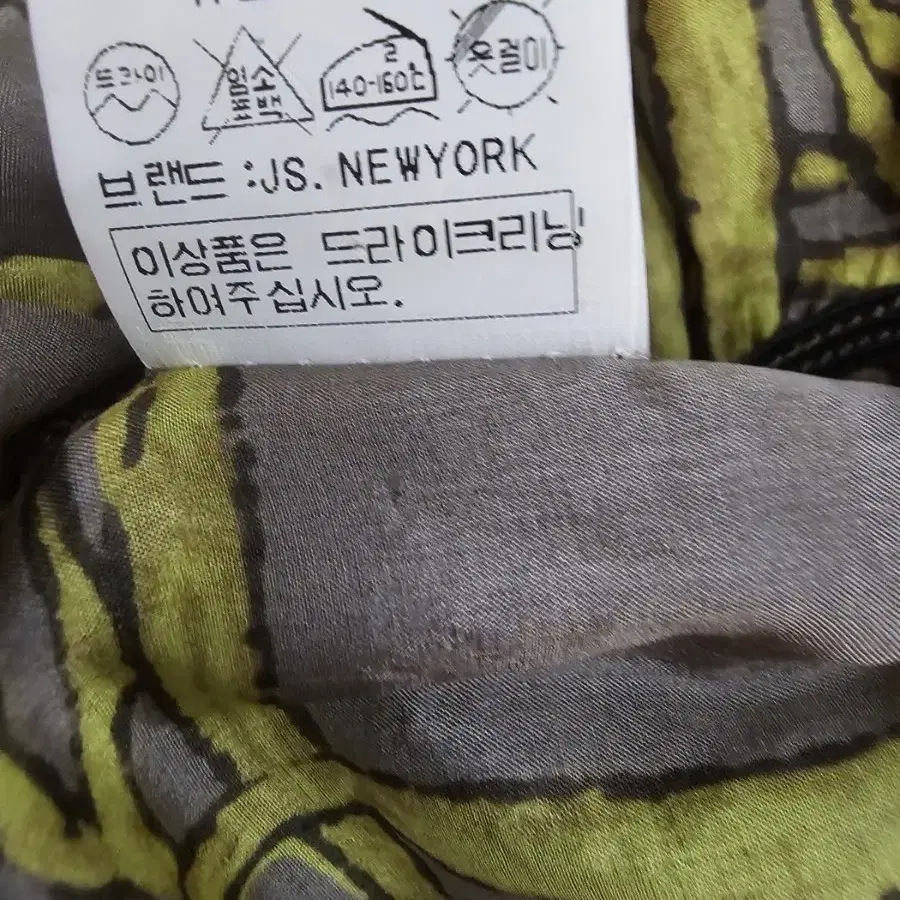 드라이
염소
표백
2
140-160℃
옷걸이
브랜드 :JS. NEWYORK
이상품은 드라이크리닝
하여주십시오.